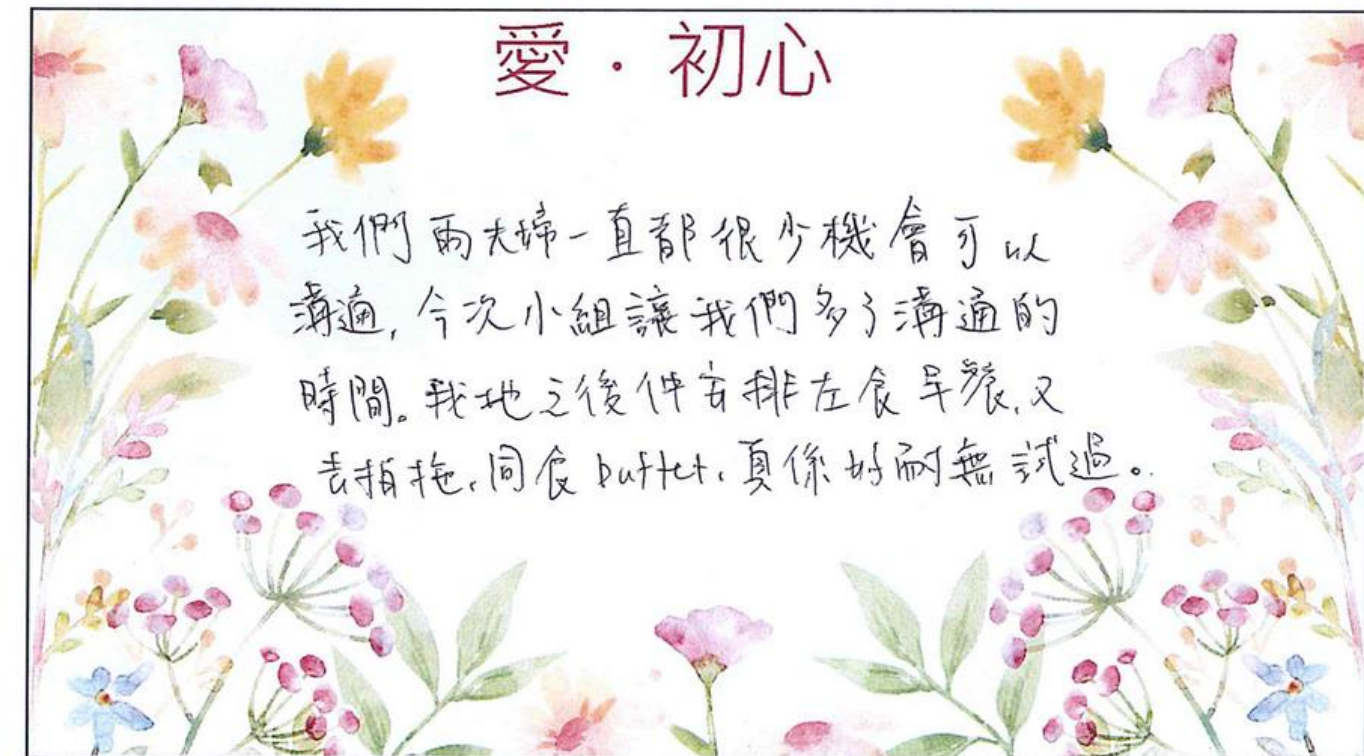 愛·初心
我們兩夫婦一直都很少機會可以
溝通,今次小組讓我們多了溝通的
時間。我地之後仲安排左食早餐,又
去拍拖,同食buffet,真係好耐無試過。